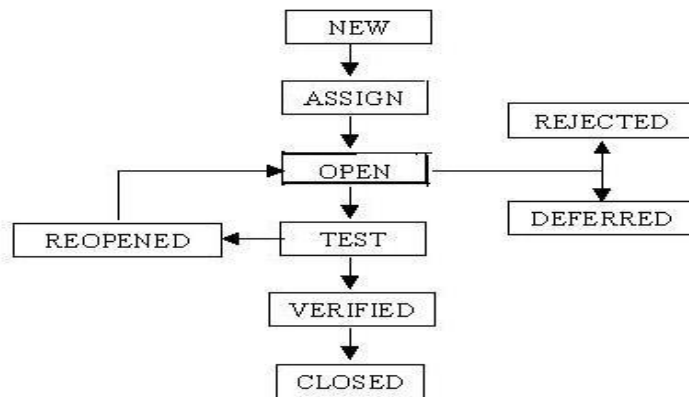 NEW
ASSIGN
REJECTED
OPEN
DEFERRED
REOPENED
TEST
VERIFIED
CLOSED